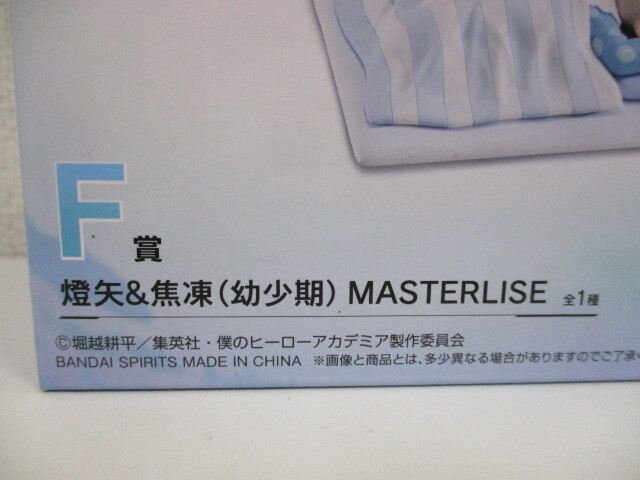 F賞
燈矢&焦凍(幼少期) MASTERLISE 全1種
©堀越耕平/集英社・僕のヒーローアカデミア製作委員会
BANDAI SPIRITS MADE IN CHINA ※画像と商品とは、多少異なる場合がありますのでご了承く